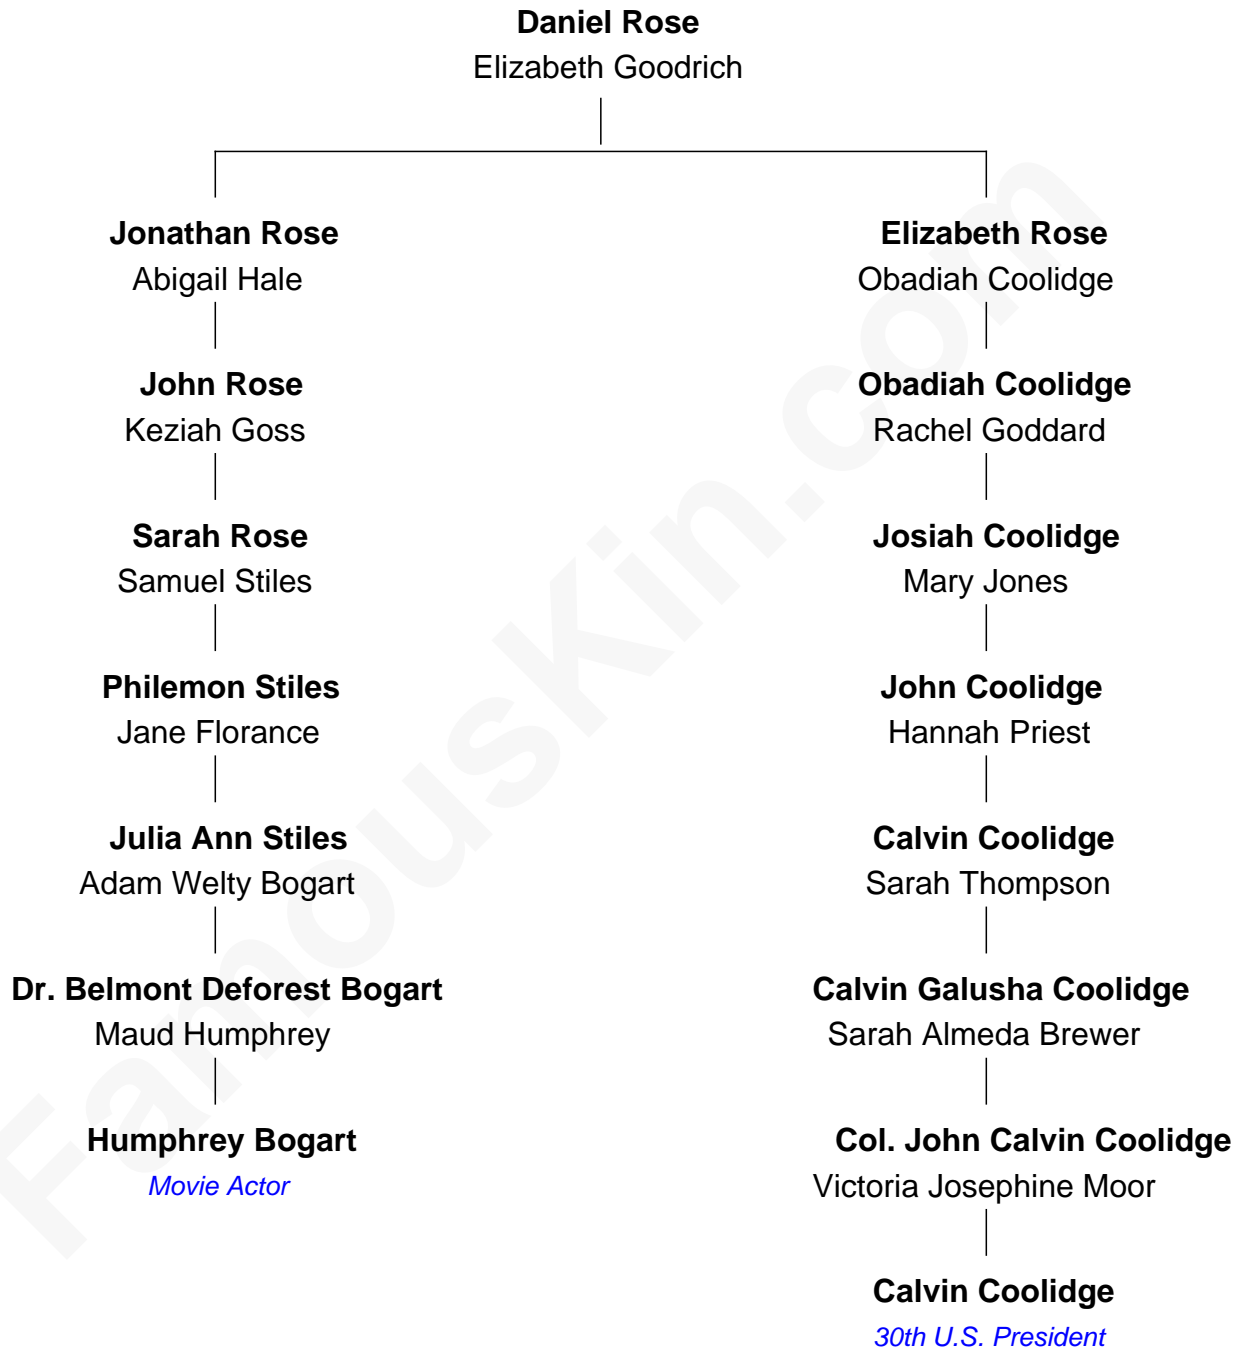 Daniel Rose
Elizabeth Goodrich
Jonathan Rose
Abigail Hale
John Rose
Keziah Goss
Sarah Rose
Samuel Stiles
Philemon Stiles
Jane Florance
Julia Ann Stiles
Adam Welty Bogart
Dr. Belmont Deforest Bogart
Maud Humphrey
Humphrey Bogart
Movie Actor
Elizabeth Rose
Obadiah Coolidge
Obadiah Coolidge
Rachel Goddard
Josiah Coolidge
Mary Jones
John Coolidge
Hannah Priest
Calvin Coolidge
Sarah Thompson
Calvin Galusha Coolidge
Sarah Almeda Brewer
Col. John Calvin Coolidge
Victoria Josephine Moor
Calvin Coolidge
30th U.S. President
FamousKin.com